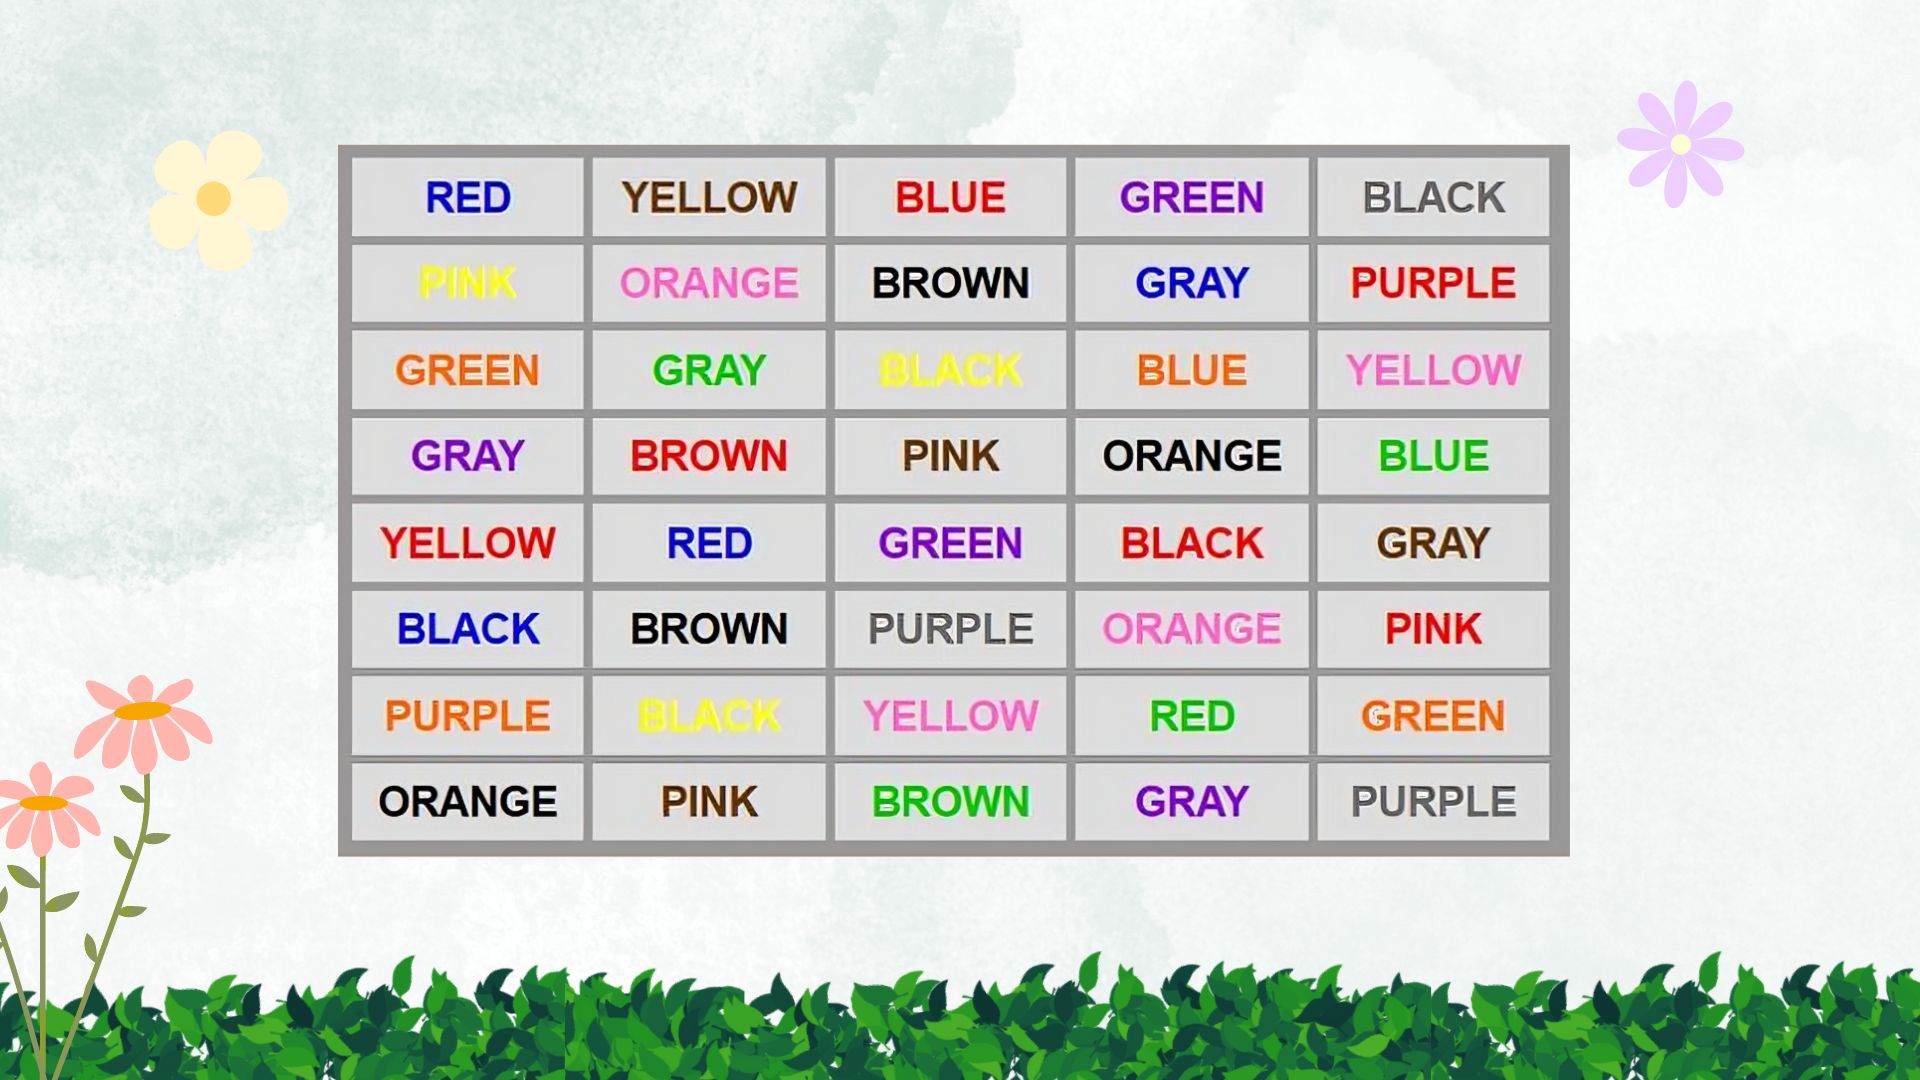 RED YELLOW BLUE GREEN BLACK
PINK ORANGE BROWN GRAY PURPLE
GREEN GRAY BLACK BLUE YELLOW
GRAY BROWN PINK ORANGE BLUE
YELLOW RED GREEN BLACK GRAY
BLACK BROWN PURPLE ORANGE PINK
PURPLE BLACK YELLOW RED GREEN
ORANGE PINK BROWN GRAY PURPLE